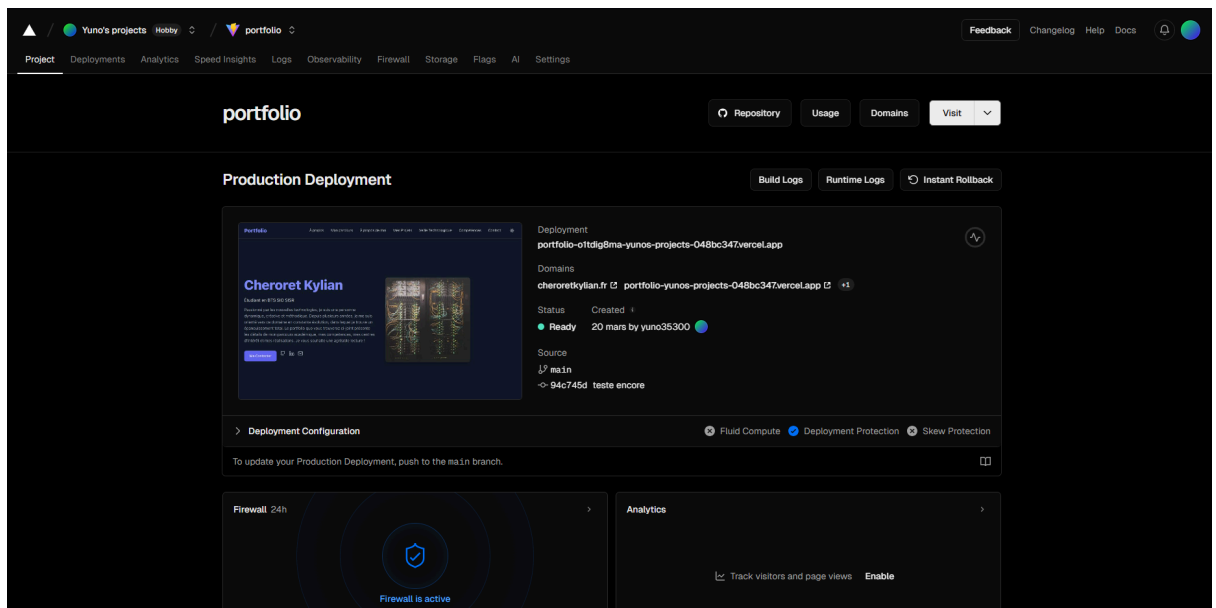 Yuno's projects Hobby portfolio Feedback Changelog Help Docs
Project Deployments Analytics Speed Insights Logs Observability Firewall Storage Flags AI Settings
portfolio Repository Usage Domains Visit
Production Deployment Build Logs Runtime Logs Instant Rollback
Portfolio
Cheroret Kylian
Étudiant en BTS SIO SISR
Deployment
portfolio-o1tdig8ma-yunos-projects-048bc347.vercel.app
Domains
cheroretkylian.fr portfolio-yunos-projects-048bc347.vercel.app +1
Status Created
Ready 20 mars by yuno35300
Source
main
94c745d teste encore
Deployment Configuration Fluid Compute Deployment Protection Skew Protection
To update your Production Deployment, push to the main branch.
Firewall 24h Analytics
Track visitors and page views Enable
Firewall is active